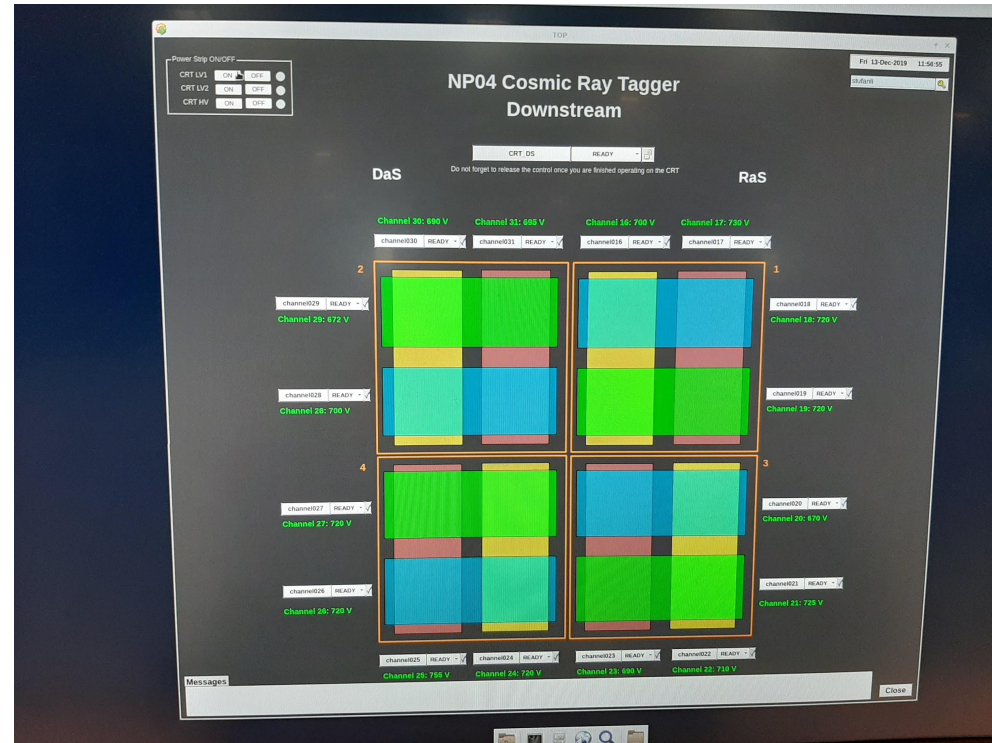 TOP
Power Strip ON/OFF
CRT LV1 ON OFF
CRT LV2 ON OFF
CRT HV ON OFF
Fri 13-Dec-2019 11:56:55
stufanli
NP04 Cosmic Ray Tagger
Downstream
CRT_DS READY
Do not forget to release the control once you are finished operating on the CRT
DaS RaS
Channel 30: 690 V Channel 31: 695 V Channel 16: 700 V Channel 17: 730 V
channel030 READY channel031 READY channel016 READY channel017 READY
2 1
channel029 READY channel018 READY
Channel 29: 672 V Channel 18: 720 V
channel028 READY channel019 READY
Channel 28: 700 V Channel 19: 720 V
4 3
channel027 READY channel020 READY
Channel 27: 720 V Channel 20: 670 V
channel026 READY channel021 READY
Channel 26: 720 V Channel 21: 725 V
channel025 READY channel024 READY channel023 READY channel022 READY
Channel 25: 755 V Channel 24: 720 V Channel 23: 690 V Channel 22: 710 V
Messages
Close